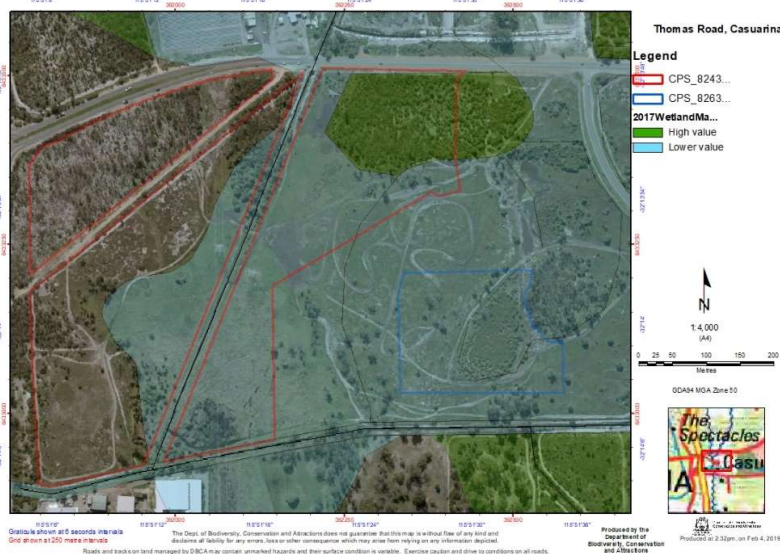 Thomas Road, Casuarina
Legend
CPS_8243...
CPS_8263...
2017WetlandMa...
High value
Lower value
N
1:4,000
(A4)
0 25 50 100 150 200
Metres
GDA94 MGA Zone 50
The
Spectacles
Casu
IA
Graticule shown at 6 seconds intervals
Grid shown at 250 metre intervals
The Dept. of Biodiversity, Conservation and Attractions does not guarantee that this map is without flaw of any kind and
disclaims all liability for any errors, loss or other consequence which may arise from relying on any information depicted.
Roads and tracks on land managed by DBCA may contain unmarked hazards and their surface condition is variable. Exercise caution and drive to conditions on all roads.
Produced by the
Department of
Biodiversity, Conservation
and Attractions
Produced at 2:32pm, on Feb 4, 201